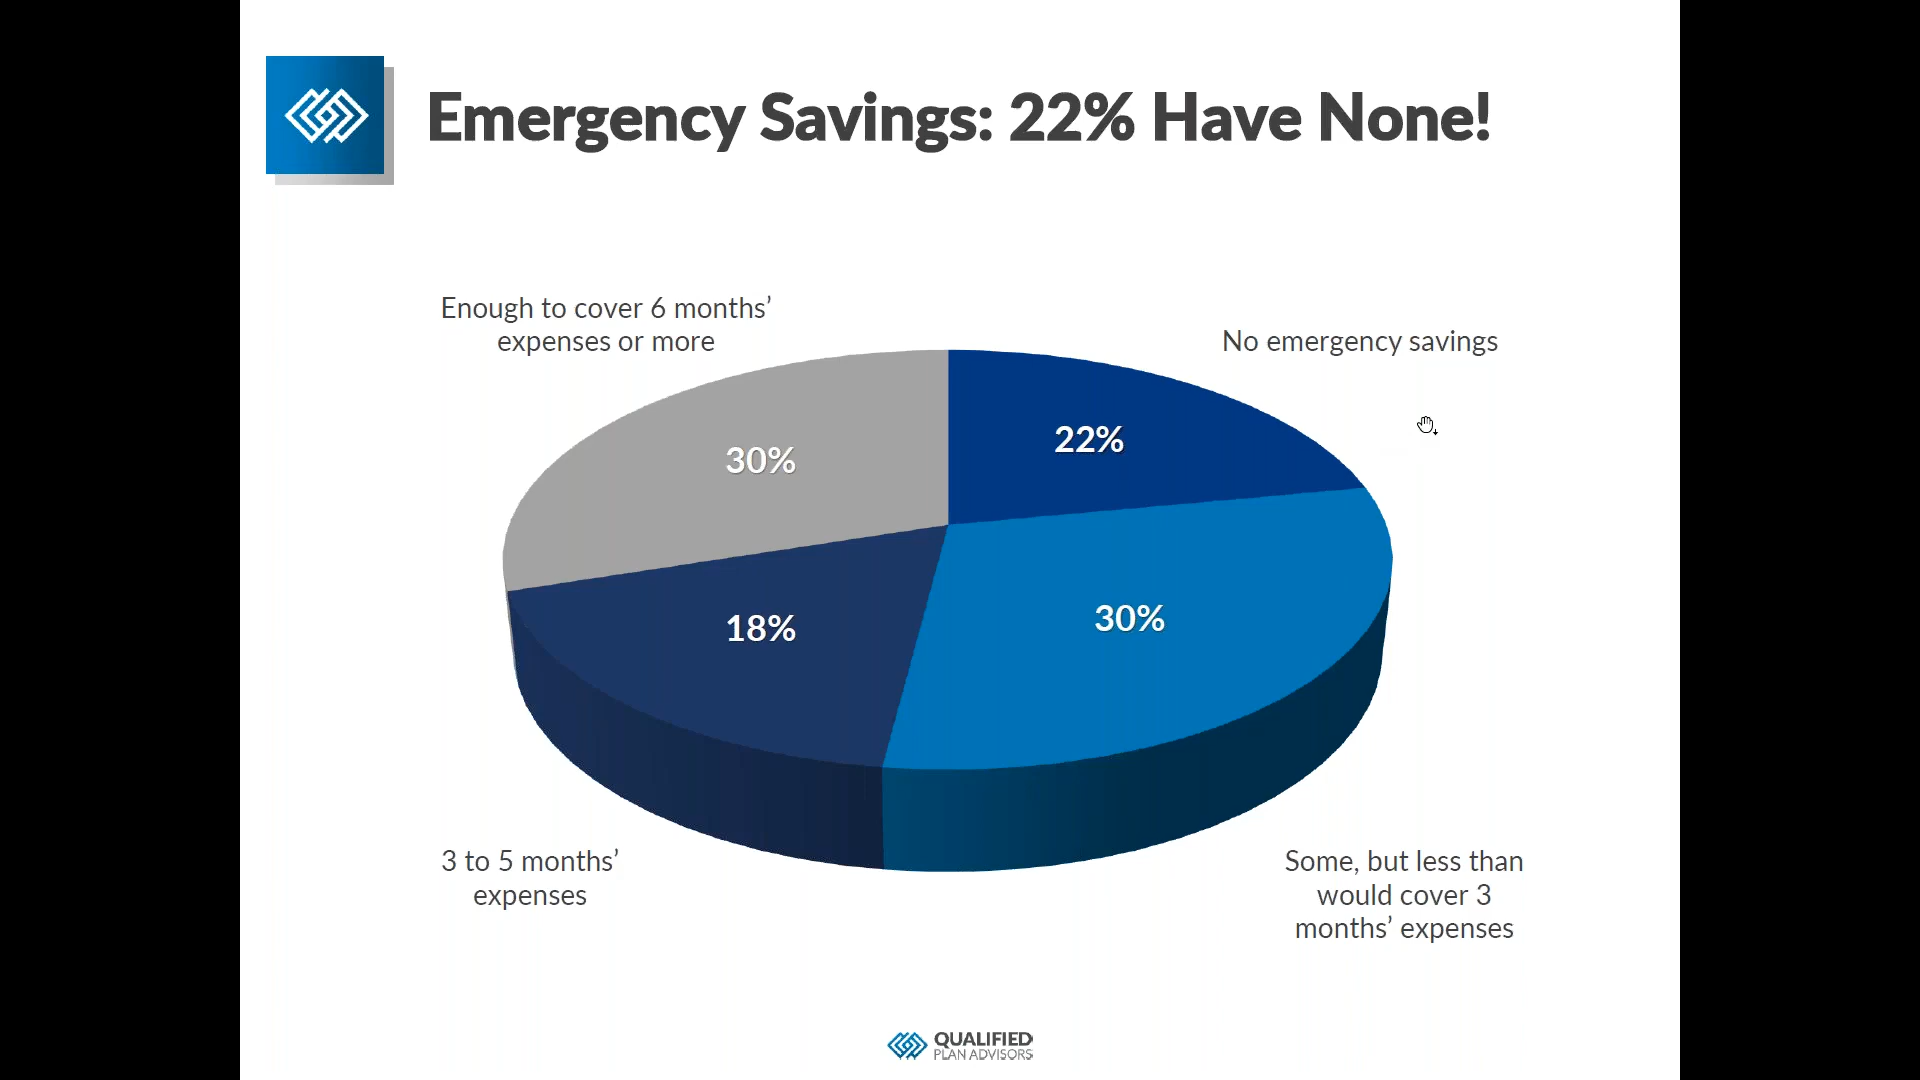 Emergency Savings: 22% Have None!
Enough to cover 6 months’
expenses or more
No emergency savings
22%
30%
30%
18%
3 to 5 months’
expenses
Some, but less than
would cover 3
months’ expenses
QUALIFIED
PLAN ADVISORS